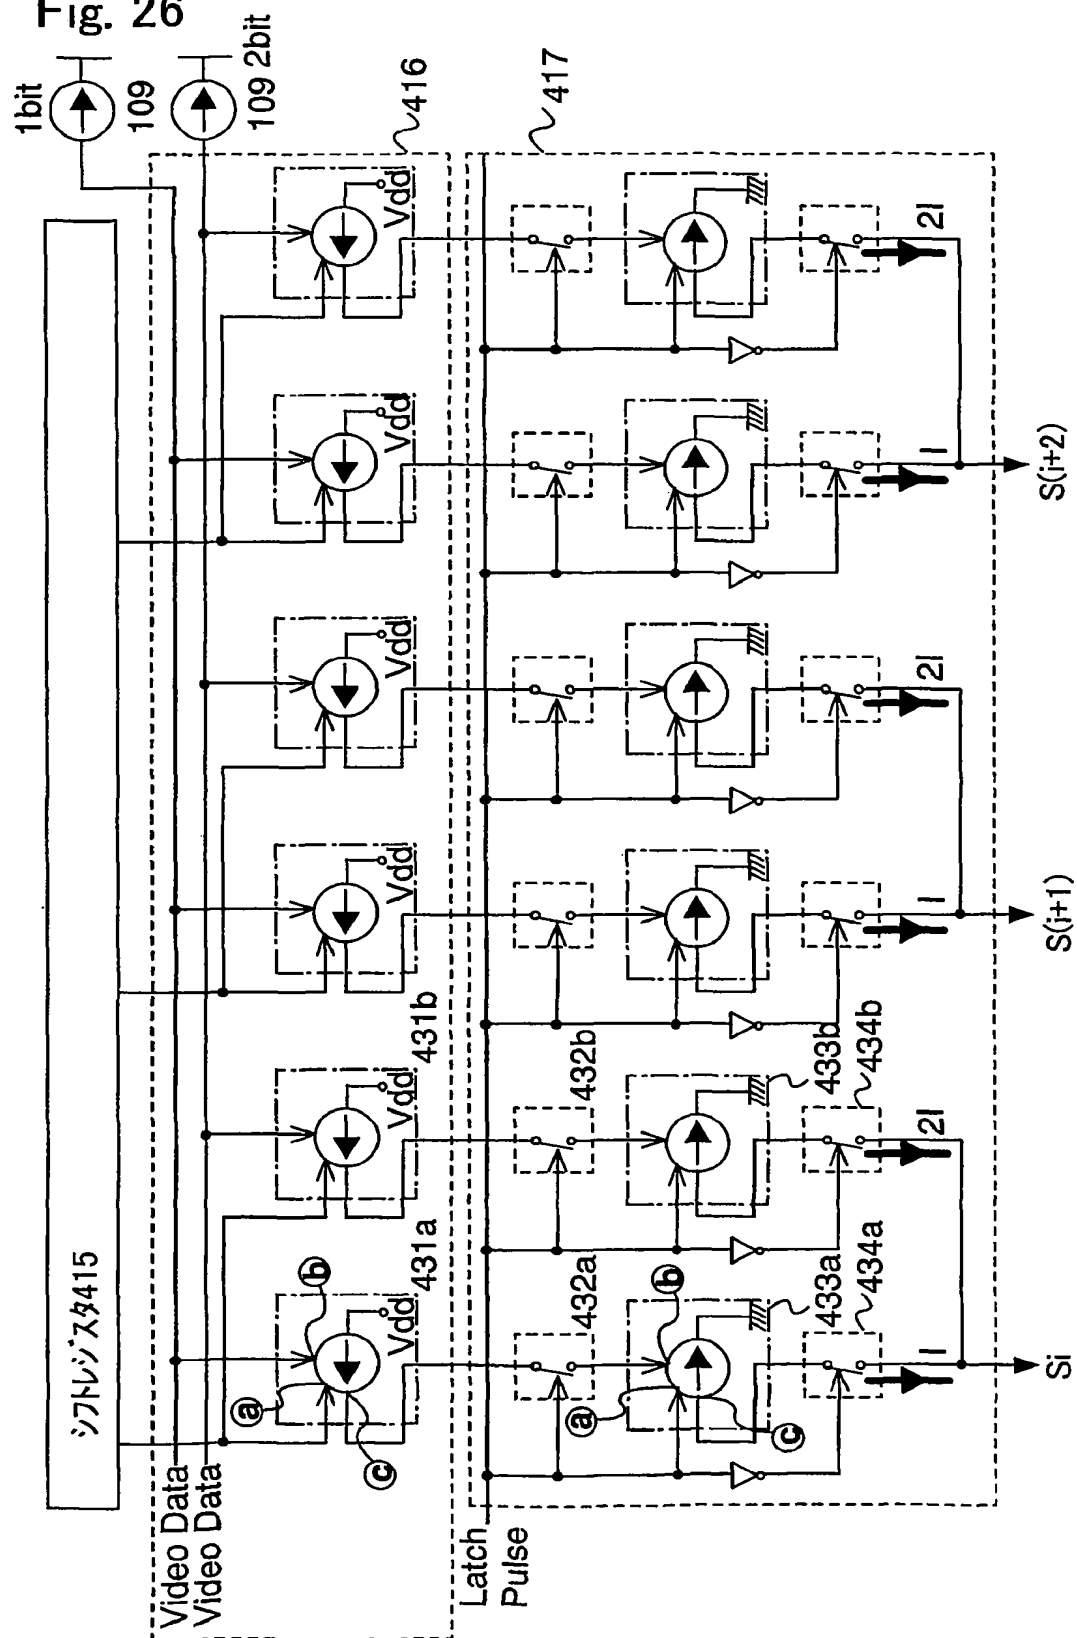 Fig. 26
1bit
109
109 2bit
416
417
シフトレジスタ415
Video Data
Video Data
Vdd
Vdd
Vdd
Vdd
Vdd
Vdd
ⓐ
ⓑ
ⓒ
431a
431b
Latch
Pulse
432a
432b
ⓐ
ⓑ
ⓒ
433a
434a
433b
434b
I
2I
I
2I
I
2I
Si
S(i+1)
S(i+2)